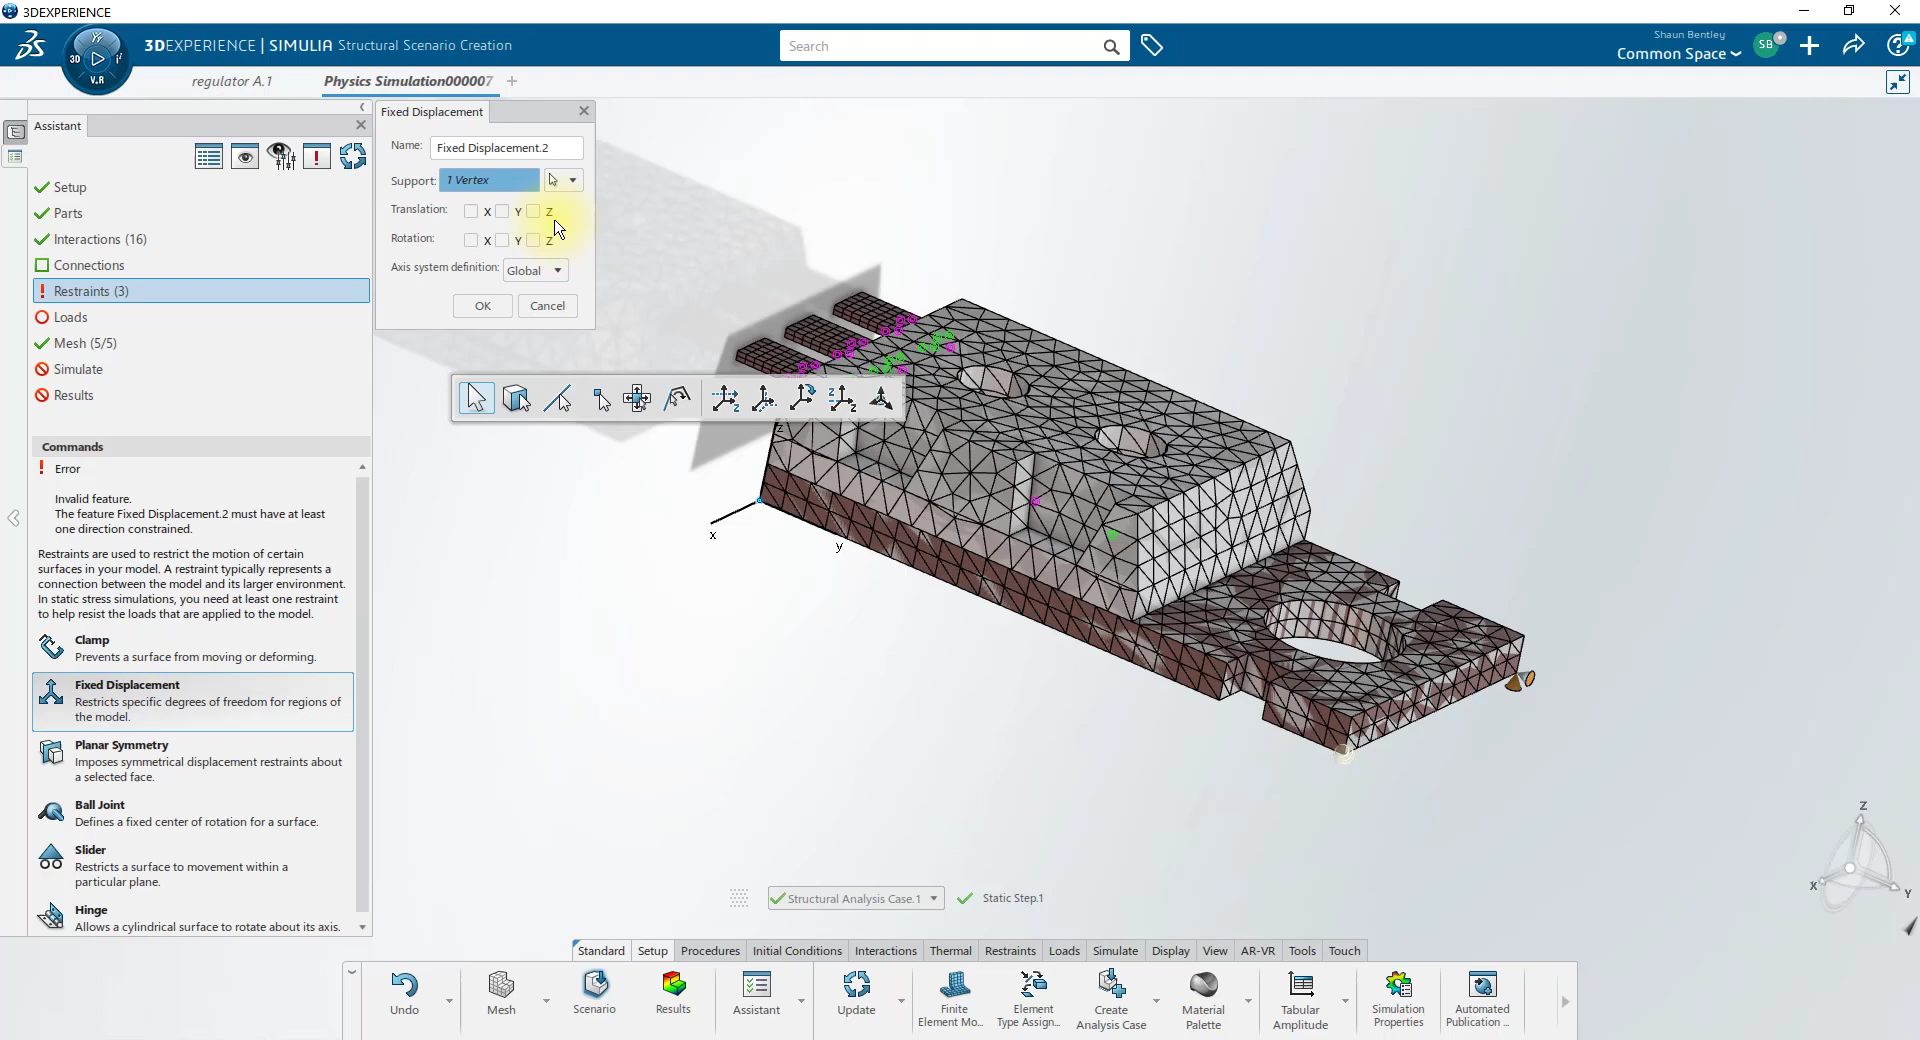 3DEXPERIENCE
3DEXPERIENCE | SIMULIA Structural Scenario Creation
3D
V.R
Search
Shaun Bentley
Common Space
SB
regulator A.1
Physics Simulation000007
Assistant
Setup
Parts
Interactions (16)
Connections
Restraints (3)
Loads
Mesh (5/5)
Simulate
Results
Commands
Error
Invalid feature.
The feature Fixed Displacement.2 must have at least
one direction constrained.
Restraints are used to restrict the motion of certain
surfaces in your model. A restraint typically represents a
connection between the model and its larger environment.
In static stress simulations, you need at least one restraint
to help resist the loads that are applied to the model.
Clamp
Prevents a surface from moving or deforming.
Fixed Displacement
Restricts specific degrees of freedom for regions of
the model.
Planar Symmetry
Imposes symmetrical displacement restraints about
a selected face.
Ball Joint
Defines a fixed center of rotation for a surface.
Slider
Restricts a surface to movement within a
particular plane.
Hinge
Allows a cylindrical surface to rotate about its axis.
Fixed Displacement
Name: Fixed Displacement.2
Support: 1 Vertex
Translation: X Y Z
Rotation: X Y Z
Axis system definition: Global
OK Cancel
z
x
y
Z
X
Y
Structural Analysis Case.1
Static Step.1
Standard Setup Procedures Initial Conditions Interactions Thermal Restraints Loads Simulate Display View AR-VR Tools Touch
Undo
Mesh
Scenario
Results
Assistant
Update
Finite
Element Mo...
Element
Type Assign...
Create
Analysis Case
Material
Palette
Tabular
Amplitude
Simulation
Properties
Automated
Publication ...